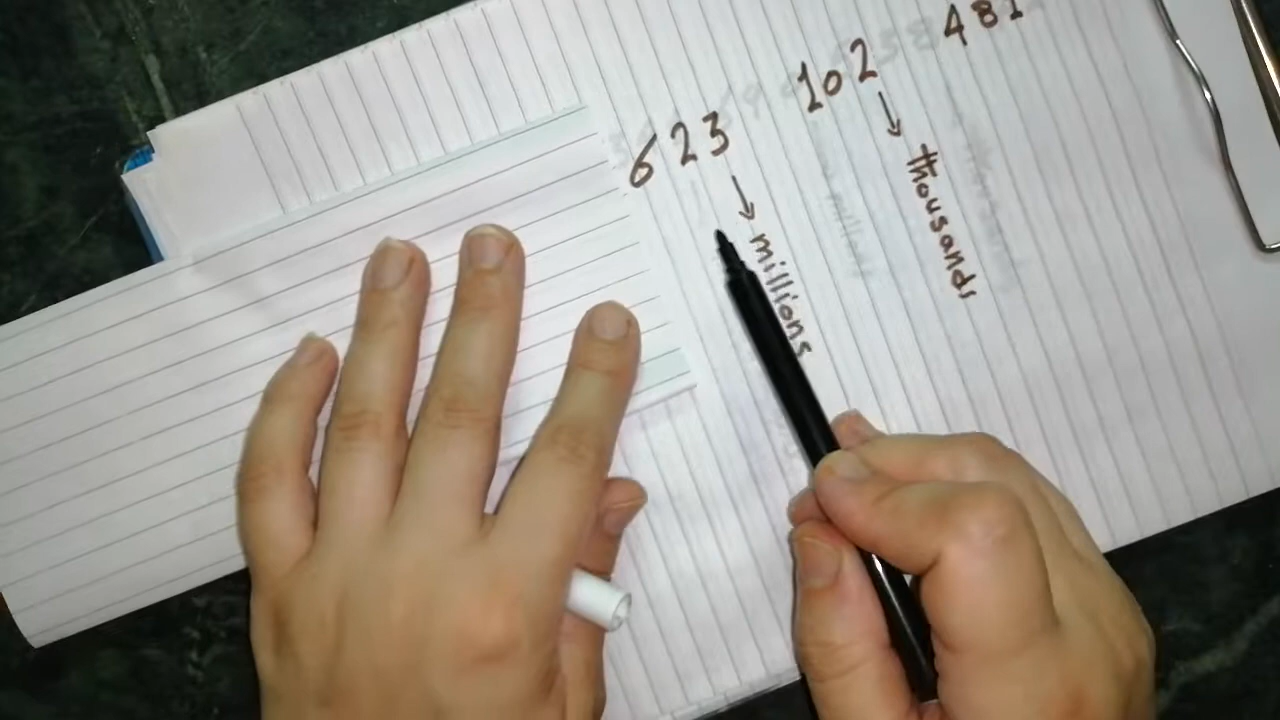 623 102 481
→ millions → thousands